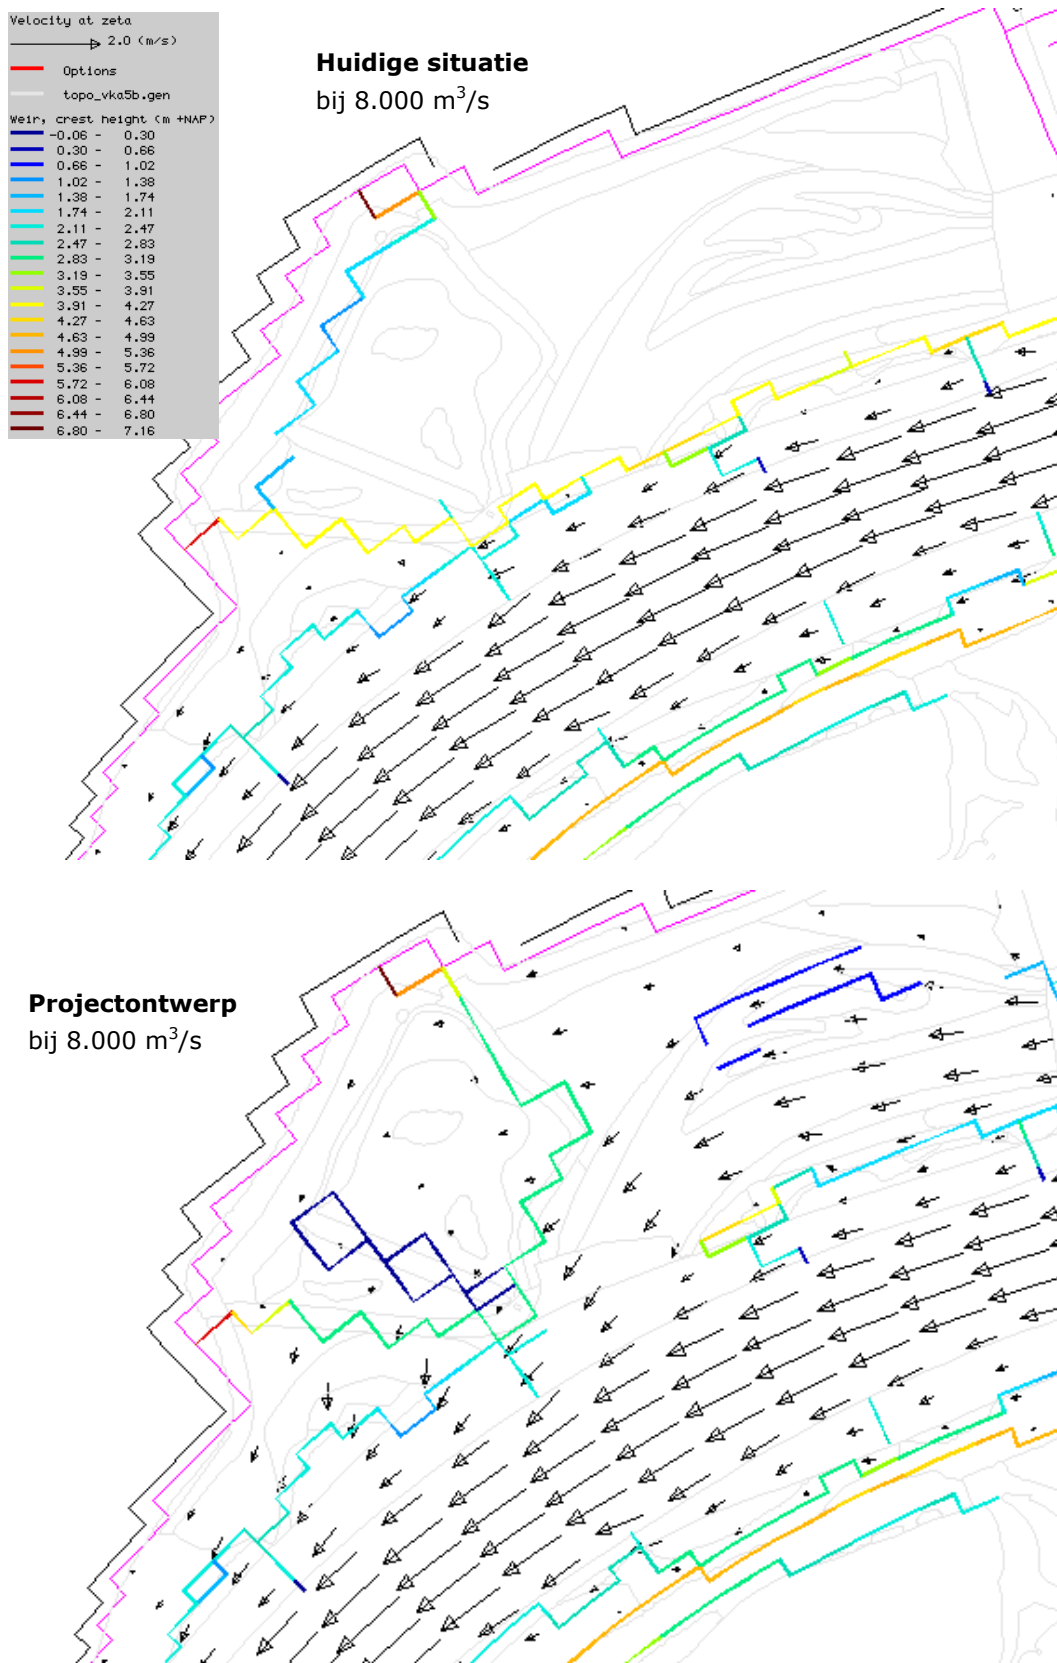 Velocity at zeta
2.0 (m/s)
Options
topo_vka5b.gen
Weir, crest height (m +NAP)
-0.06 - 0.30
0.30 - 0.66
0.66 - 1.02
1.02 - 1.38
1.38 - 1.74
1.74 - 2.11
2.11 - 2.47
2.47 - 2.83
2.83 - 3.19
3.19 - 3.55
3.55 - 3.91
3.91 - 4.27
4.27 - 4.63
4.63 - 4.99
4.99 - 5.36
5.36 - 5.72
5.72 - 6.08
6.08 - 6.44
6.44 - 6.80
6.80 - 7.16
Huidige situatie
bij 8.000 m³/s
Projectontwerp
bij 8.000 m³/s